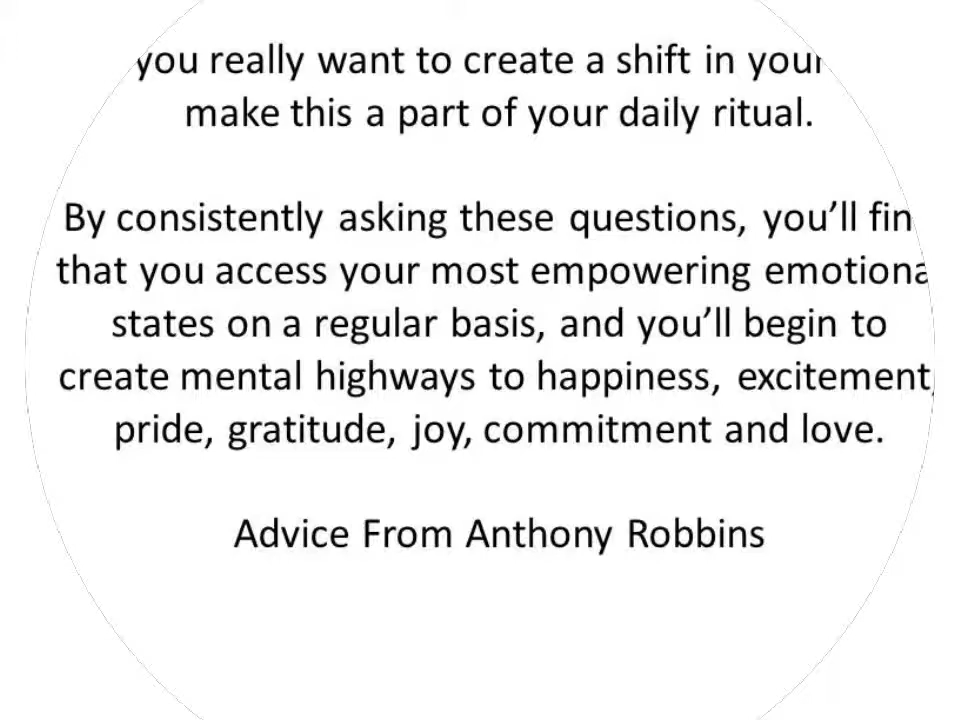 you really want to create a shift in your
make this a part of your daily ritual.
By consistently asking these questions, you’ll fin
that you access your most empowering emotiona
states on a regular basis, and you’ll begin to
create mental highways to happiness, excitement,
pride, gratitude, joy, commitment and love.
Advice From Anthony Robbins